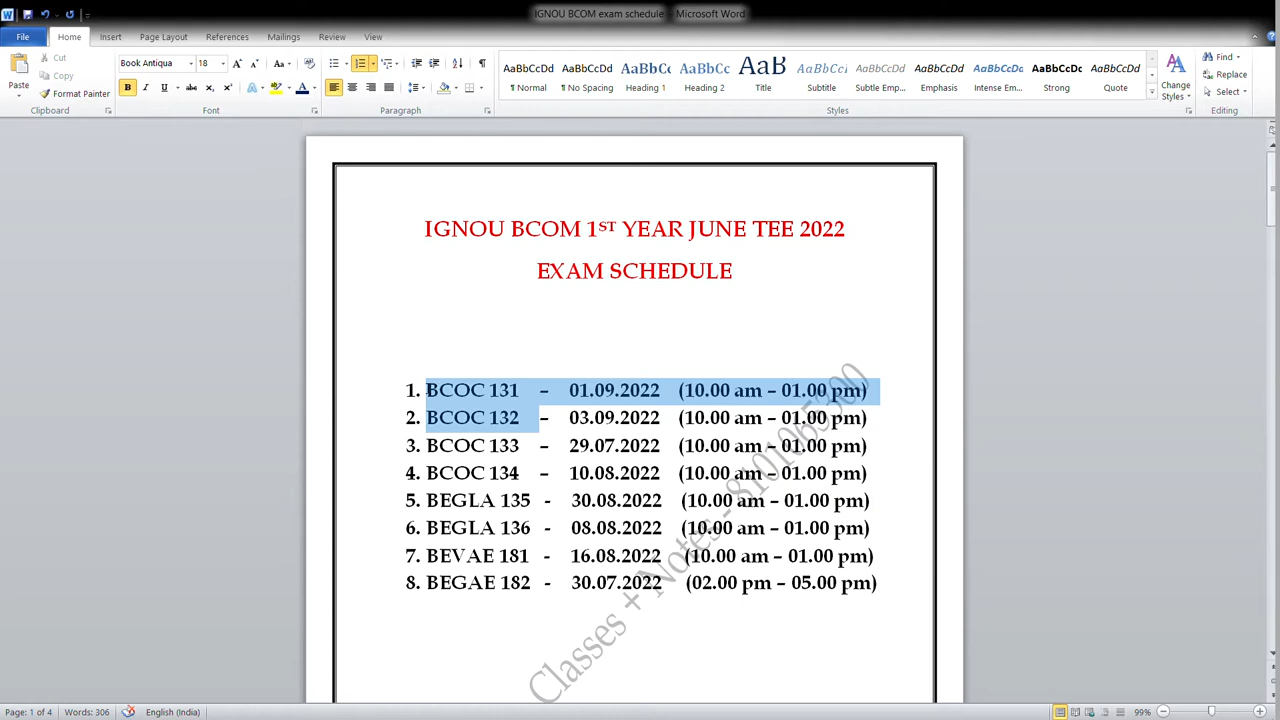 IGNOU BCOM exam schedule - Microsoft Word
File Home Insert Page Layout References Mailings Review View
Cut
Copy
Paste
Format Painter
Clipboard
Book Antiqua 18
Font
Paragraph
AaBbCcDd AaBbCcDd AaBbC AaBbCc AaB AaBbCcI AaBbCcDd AaBbCcDd AaBbCcDd AaBbCcDd AaBbCcDd
¶ Normal ¶ No Spacing Heading 1 Heading 2 Title Subtitle Subtle Emp... Emphasis Intense Em... Strong Quote
Styles
Change Styles
Find
Replace
Select
Editing
IGNOU BCOM 1ST YEAR JUNE TEE 2022
EXAM SCHEDULE
1. BCOC 131 – 01.09.2022 (10.00 am – 01.00 pm)
2. BCOC 132 – 03.09.2022 (10.00 am – 01.00 pm)
3. BCOC 133 – 29.07.2022 (10.00 am – 01.00 pm)
4. BCOC 134 – 10.08.2022 (10.00 am – 01.00 pm)
5. BEGLA 135 - 30.08.2022 (10.00 am – 01.00 pm)
6. BEGLA 136 - 08.08.2022 (10.00 am – 01.00 pm)
7. BEVAE 181 - 16.08.2022 (10.00 am – 01.00 pm)
8. BEGAE 182 - 30.07.2022 (02.00 pm – 05.00 pm)
Classes + Notes - 8101065300
Page: 1 of 4 Words: 306 English (India) 99%